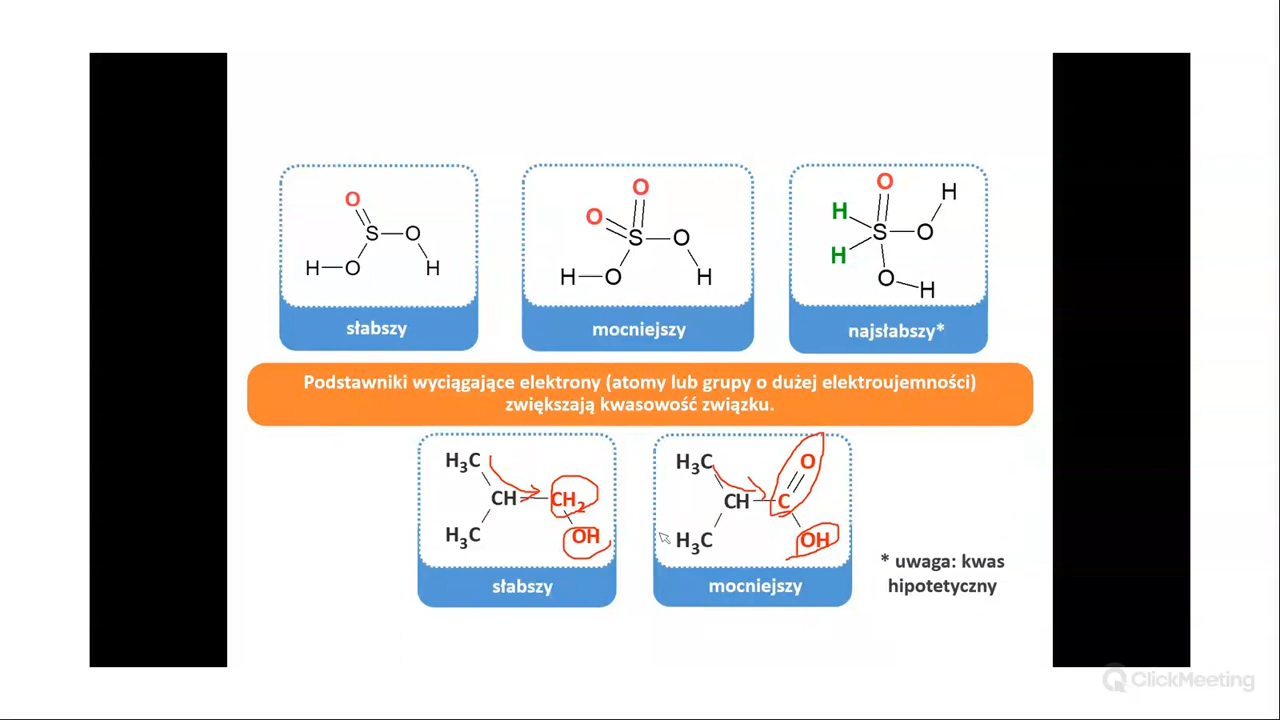 O
S
O
H
O
H
O
O
S
O
H
O
H
O
H
H
S
O
H
O
H
słabszy
mocniejszy
najsłabszy*
Podstawniki wyciągające elektrony (atomy lub grupy o dużej elektroujemności)
zwiększają kwasowość związku.
H₃C
CH
CH₂
H₃C
OH
H₃C
O
CH
C
H₃C
OH
słabszy
mocniejszy
* uwaga: kwas
hipotetyczny
ClickMeeting